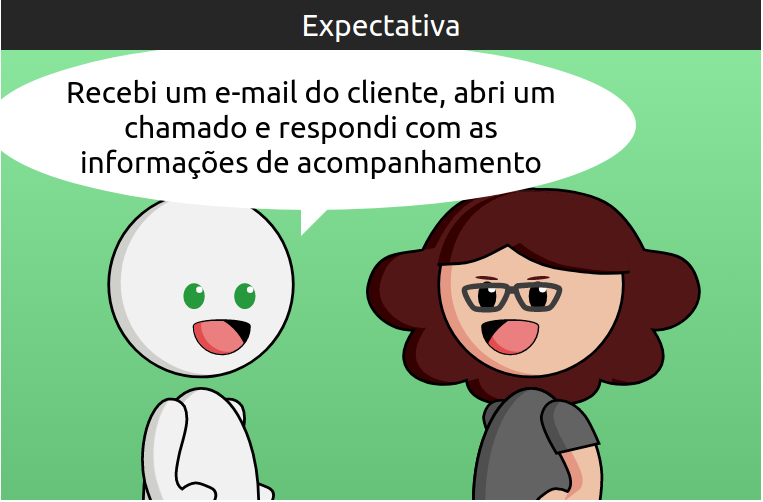 Expectativa
Recebi um e-mail do cliente, abri um
chamado e respondi com as
informações de acompanhamento